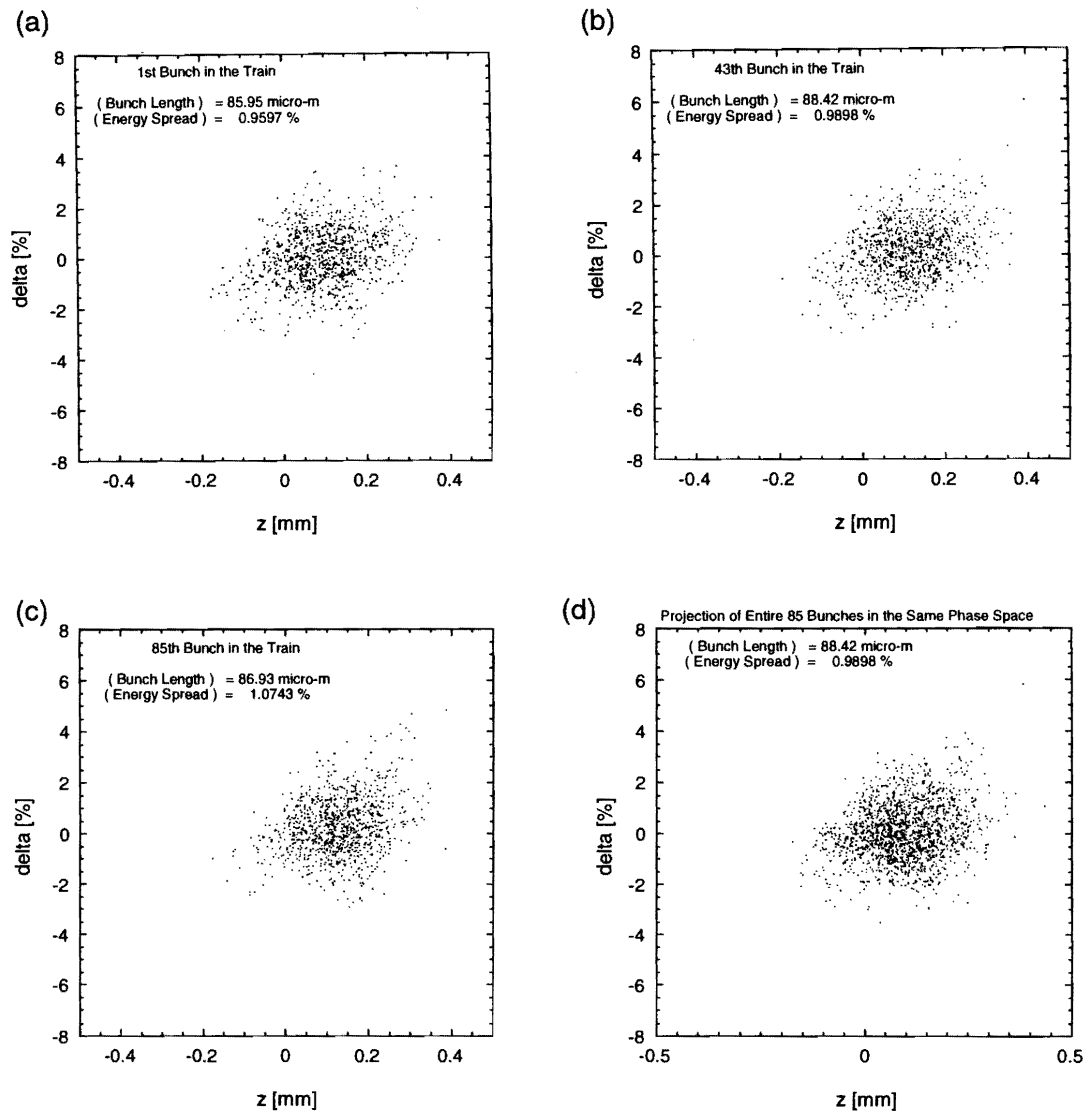 (a)
1st Bunch in the Train
( Bunch Length ) = 85.95 micro-m
( Energy Spread ) = 0.9597 %
8
6
4
2
0
-2
-4
-6
-8
delta [%]
-0.4 -0.2 0 0.2 0.4
z [mm]
(b)
43th Bunch in the Train
( Bunch Length ) = 88.42 micro-m
( Energy Spread ) = 0.9898 %
8
6
4
2
0
-2
-4
-6
-8
delta [%]
-0.4 -0.2 0 0.2 0.4
z [mm]
(c)
85th Bunch in the Train
( Bunch Length ) = 86.93 micro-m
( Energy Spread ) = 1.0743 %
8
6
4
2
0
-2
-4
-6
-8
delta [%]
-0.4 -0.2 0 0.2 0.4
z [mm]
(d)
Projection of Entire 85 Bunches in the Same Phase Space
( Bunch Length ) = 88.42 micro-m
( Energy Spread ) = 0.9898 %
8
6
4
2
0
-2
-4
-6
-8
delta [%]
-0.5 0 0.5
z [mm]